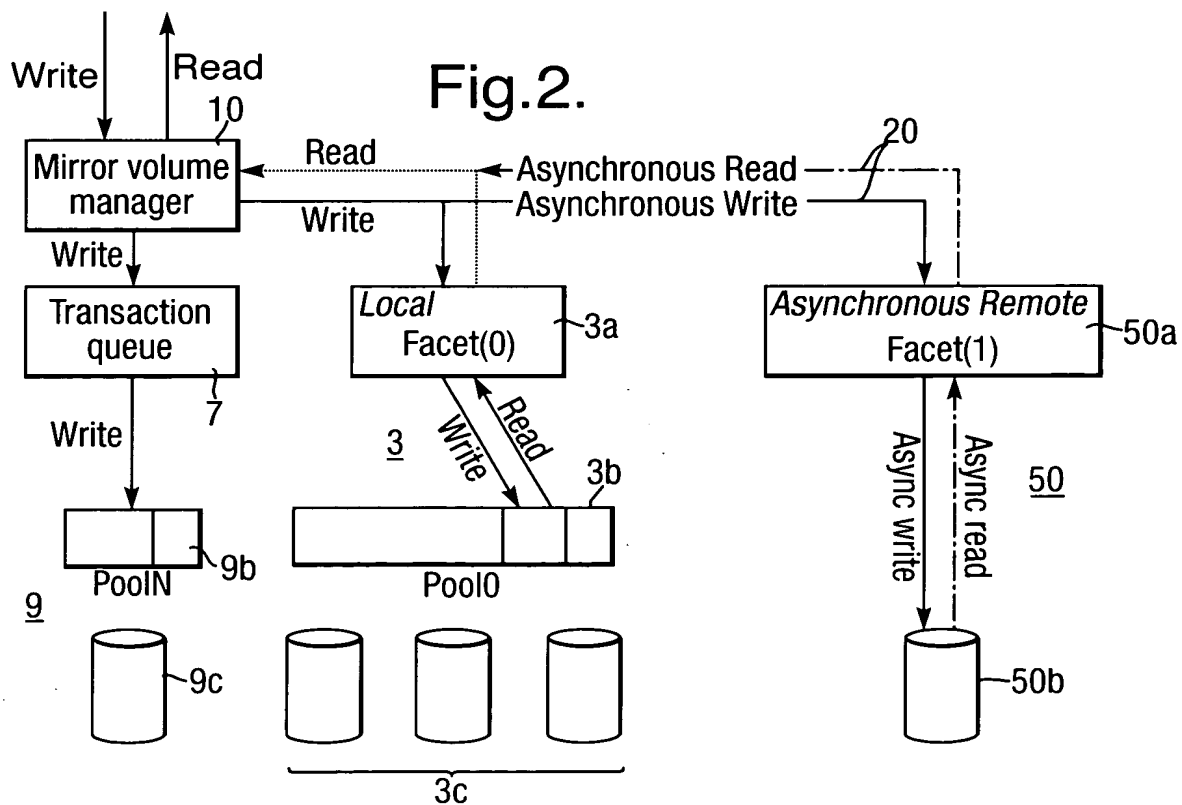 Write
Read
Fig.2.
10
20
Mirror volume
manager
Read
Asynchronous Read
Write
Asynchronous Write
Write
Transaction
queue
7
Local
Facet(0)
3a
Asynchronous Remote
Facet(1)
50a
Write
3
Write
Read
3b
Async write
Async read
50
9b
PoolN
Pool0
9
9c
50b
3c